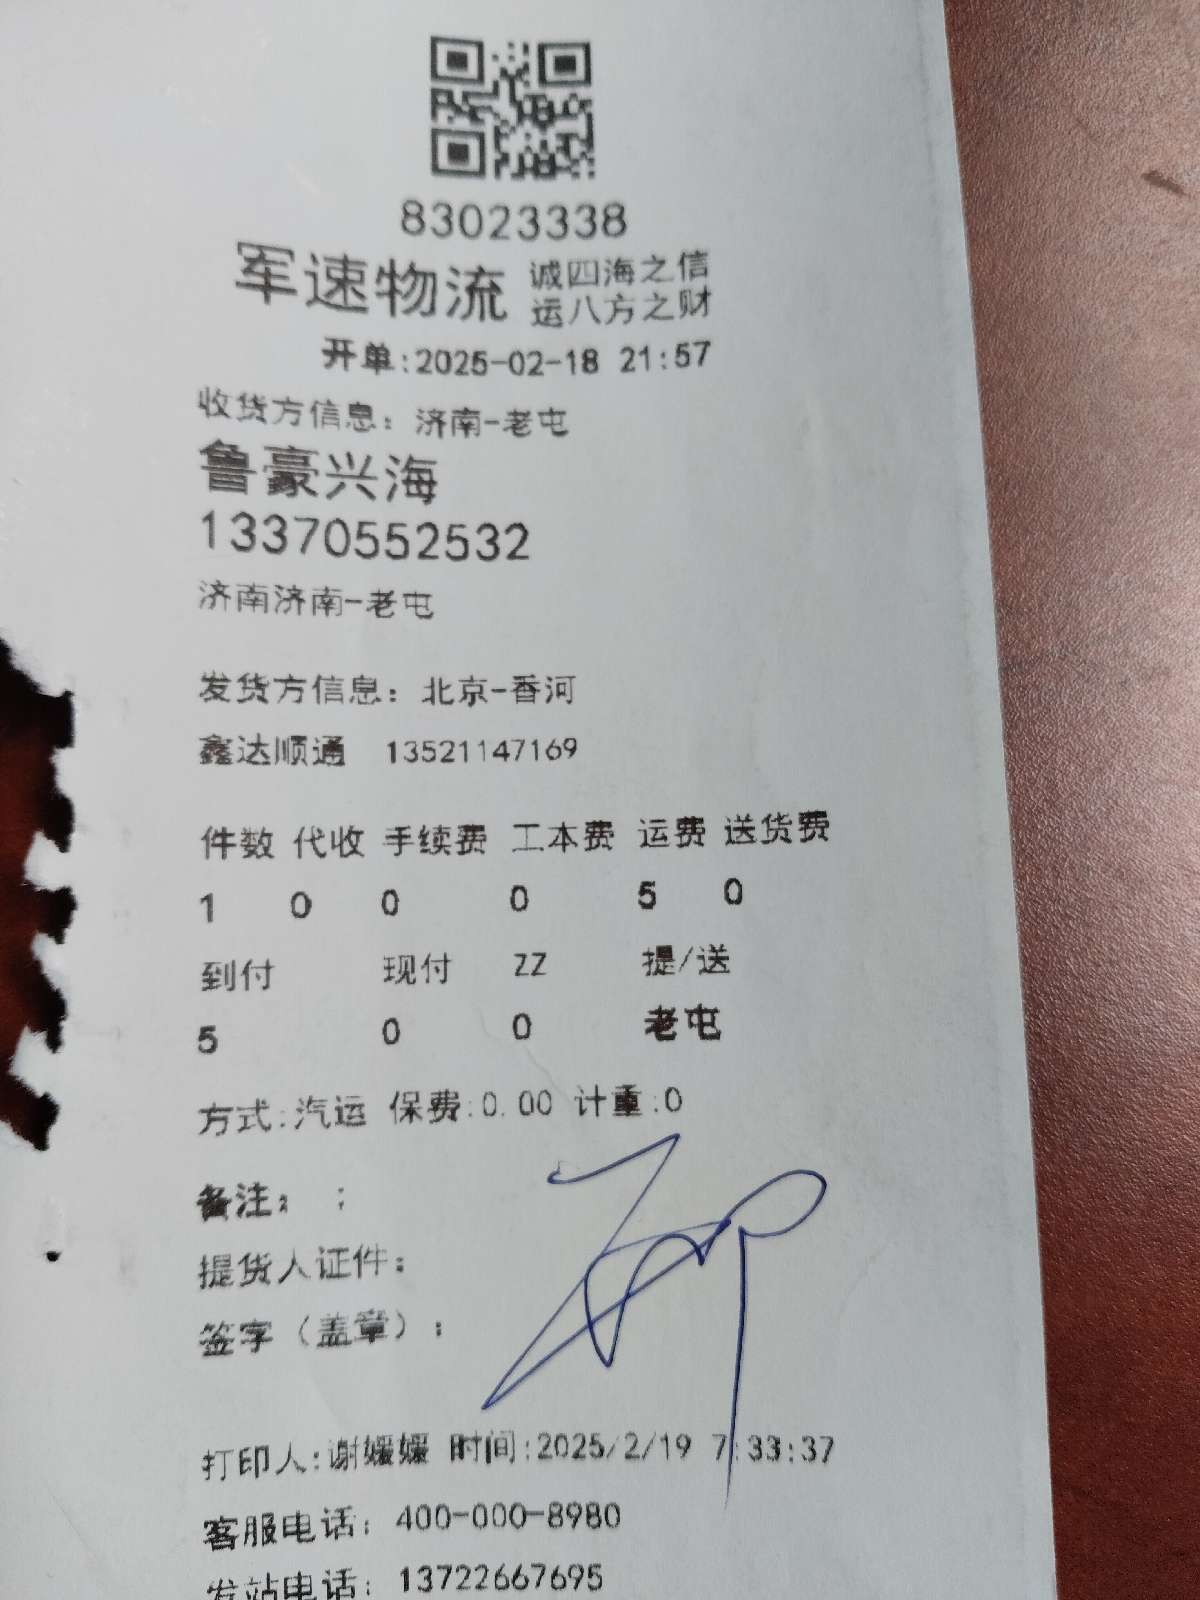 83023338
军速物流 诚四海之信
运八方之财
开单:2025-02-18 21:57
收货方信息：济南-老屯
鲁豪兴海
13370552532
济南济南-老屯
发货方信息：北京-香河
鑫达顺通 13521147169
件数 代收 手续费 工本费 运费 送货费
1 0 0 0 5 0
到付 现付 ZZ 提/送
5 0 0 老屯
方式:汽运 保费:0.00 计重:0
备注： ；
提货人证件：
签字（盖章）：
打印人:谢媛媛 时间:2025/2/19 7:33:37
客服电话：400-000-8980
发站电话：13722667695